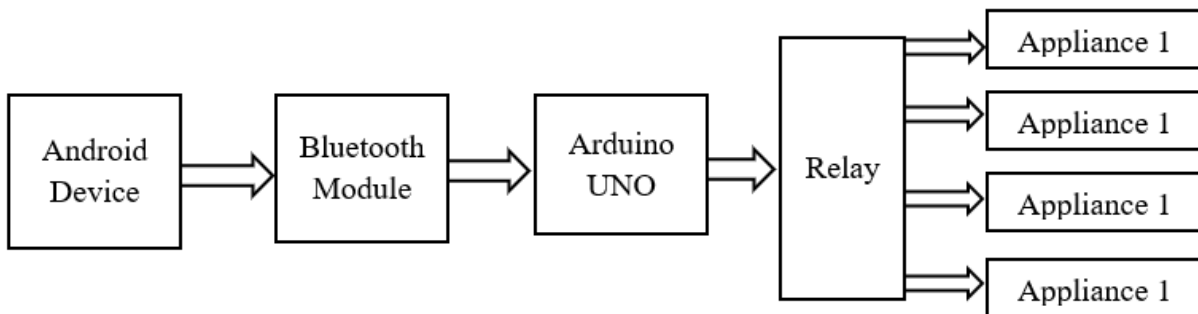 Android
Device
Bluetooth
Module
Arduino
UNO
Relay
Appliance 1
Appliance 1
Appliance 1
Appliance 1